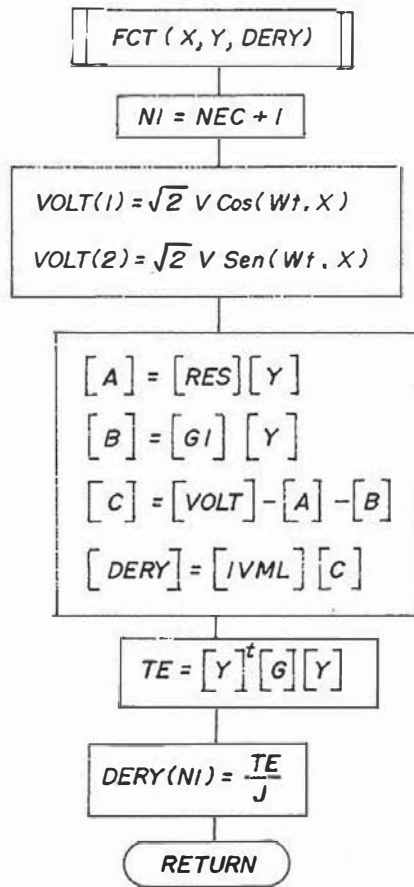 FCT (X, Y, DERY)
NI = NEC + I
VOLT(1) = √2 V Cos(Wt. X)
VOLT(2) = √2 V Sen(Wt. X)
[A] = [RES][Y]
[B] = [GI] [Y]
[C] = [VOLT] - [A] - [B]
[DERY] = [IVML] [C]
TE = [Y]^t [G][Y]
DERY(NI) = TE/J
RETURN